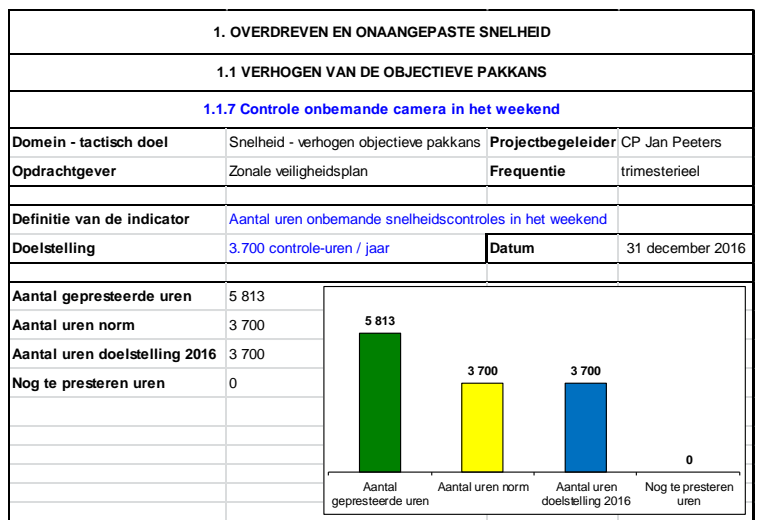 1. OVERDREVEN EN ONAANGEPASTE SNELHEID
1.1 VERHOGEN VAN DE OBJECTIEVE PAKKANS
1.1.7 Controle onbemande camera in het weekend
Domein - tactisch doel Snelheid - verhogen objectieve pakkans Projectbegeleider CP Jan Peeters
Opdrachtgever Zonale veiligheidsplan Frequentie trimesterieel
Definitie van de indicator Aantal uren onbemande snelheidscontroles in het weekend
Doelstelling 3.700 controle-uren / jaar Datum 31 december 2016
Aantal gepresteerde uren 5 813
Aantal uren norm 3 700
Aantal uren doelstelling 2016 3 700
Nog te presteren uren 0
5 813
3 700
3 700
0
Aantal gepresteerde uren
Aantal uren norm
Aantal uren doelstelling 2016
Nog te presteren uren